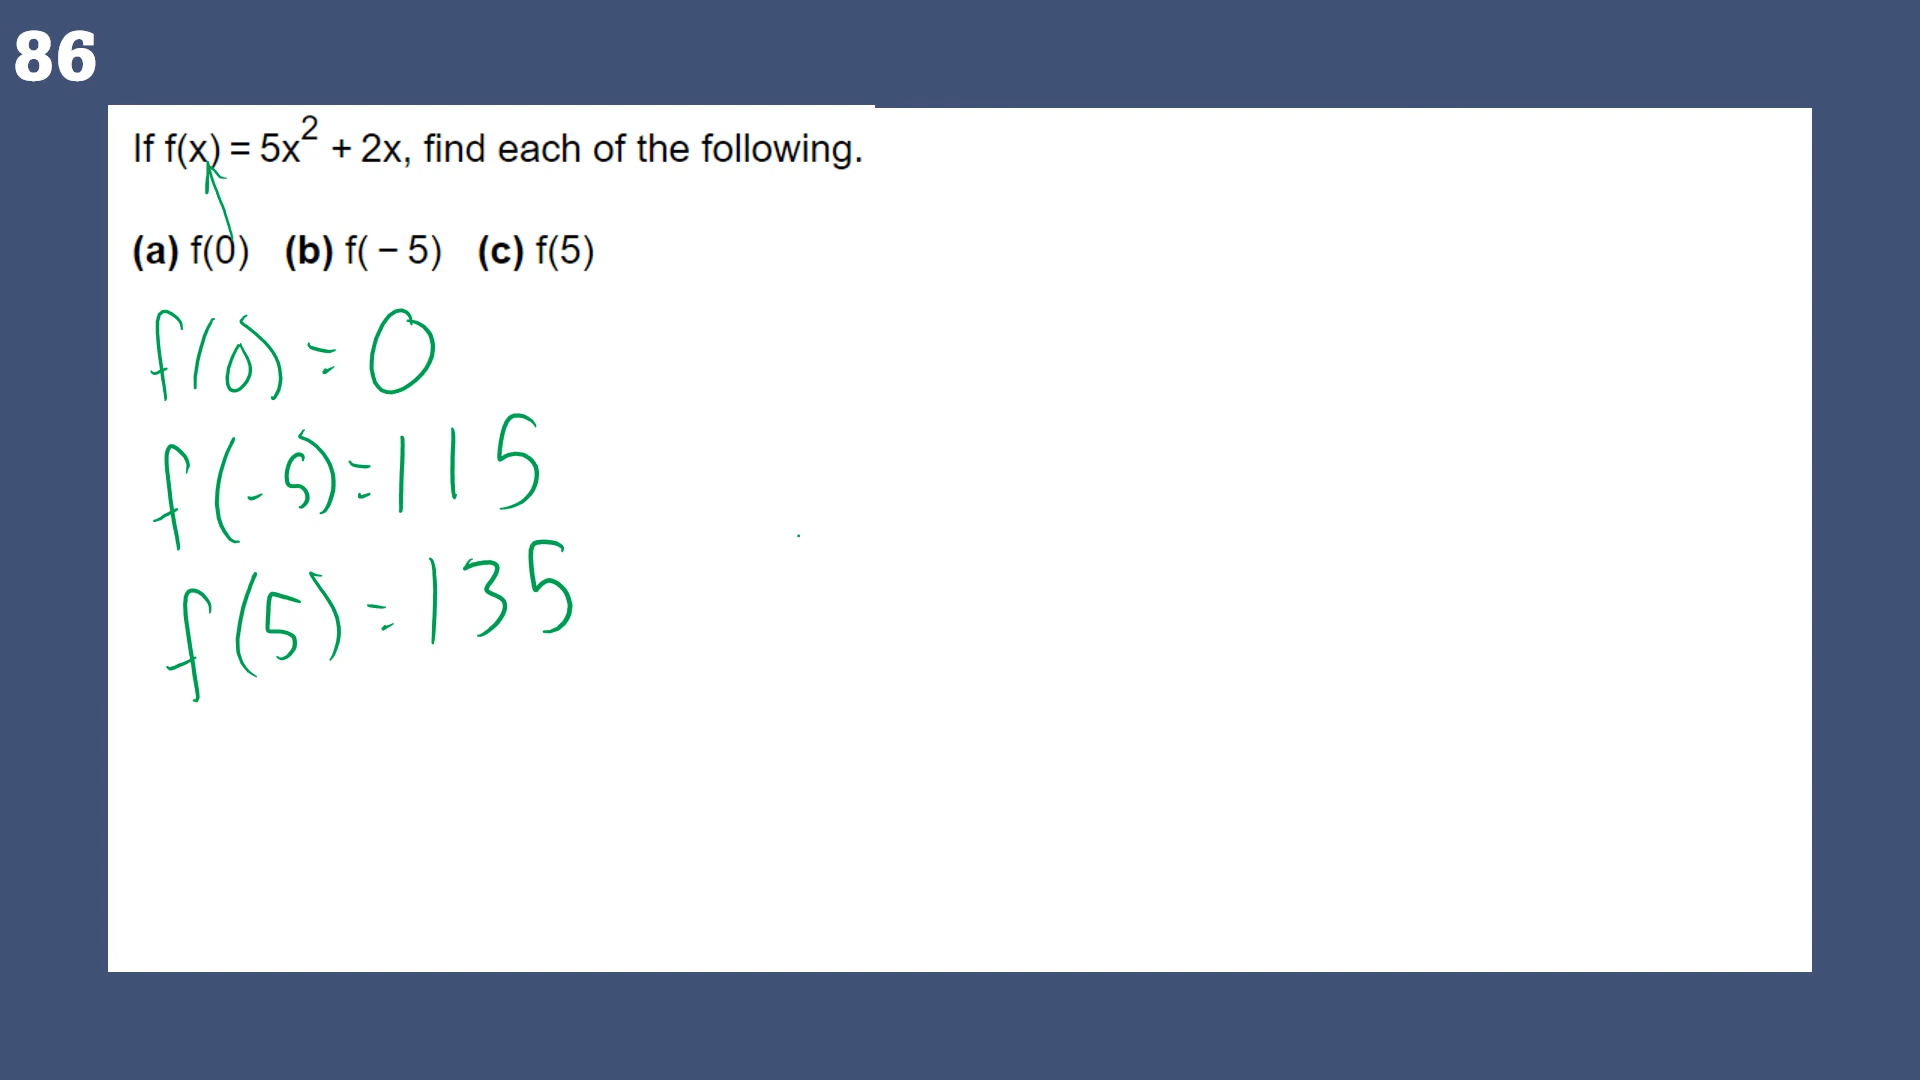 86
If f(x) = 5x² + 2x, find each of the following.
(a) f(0) (b) f( − 5) (c) f(5)
f(0) = 0
f(-5) = 115
f(5) = 135